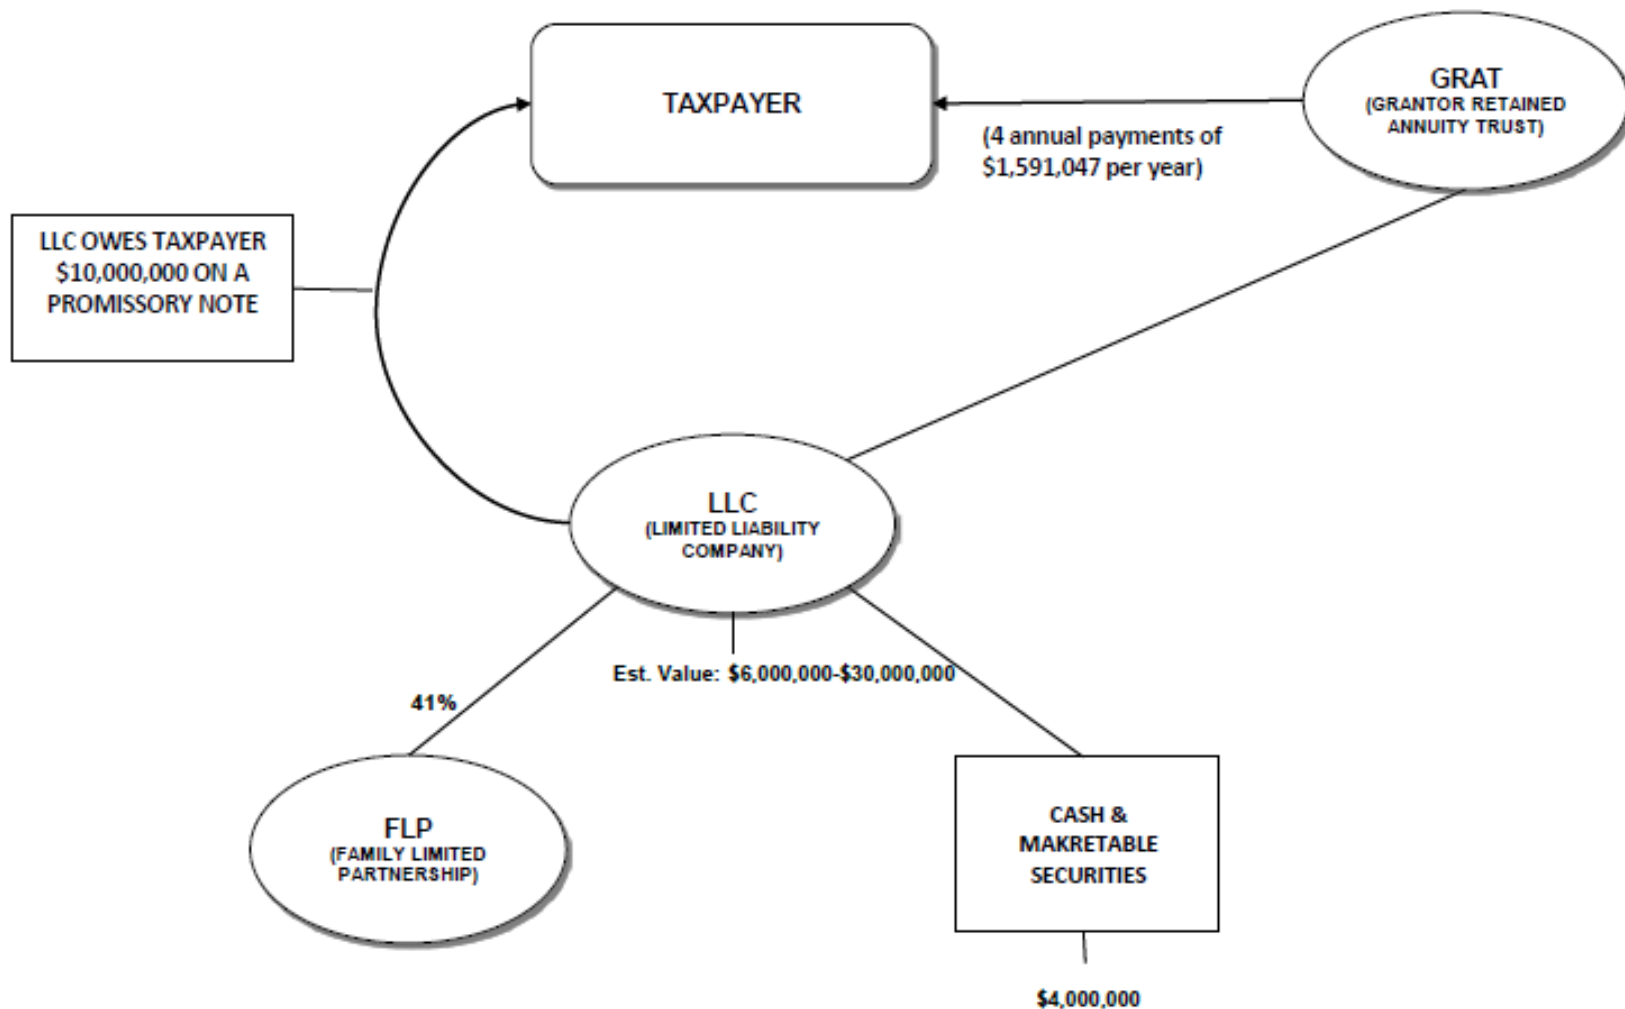 TAXPAYER
GRAT
(GRANTOR RETAINED
ANNUITY TRUST)
(4 annual payments of
$1,591,047 per year)
LLC OWES TAXPAYER
$10,000,000 ON A
PROMISSORY NOTE
LLC
(LIMITED LIABILITY
COMPANY)
Est. Value: $6,000,000-$30,000,000
41%
FLP
(FAMILY LIMITED
PARTNERSHIP)
CASH &
MAKRETABLE
SECURITIES
$4,000,000